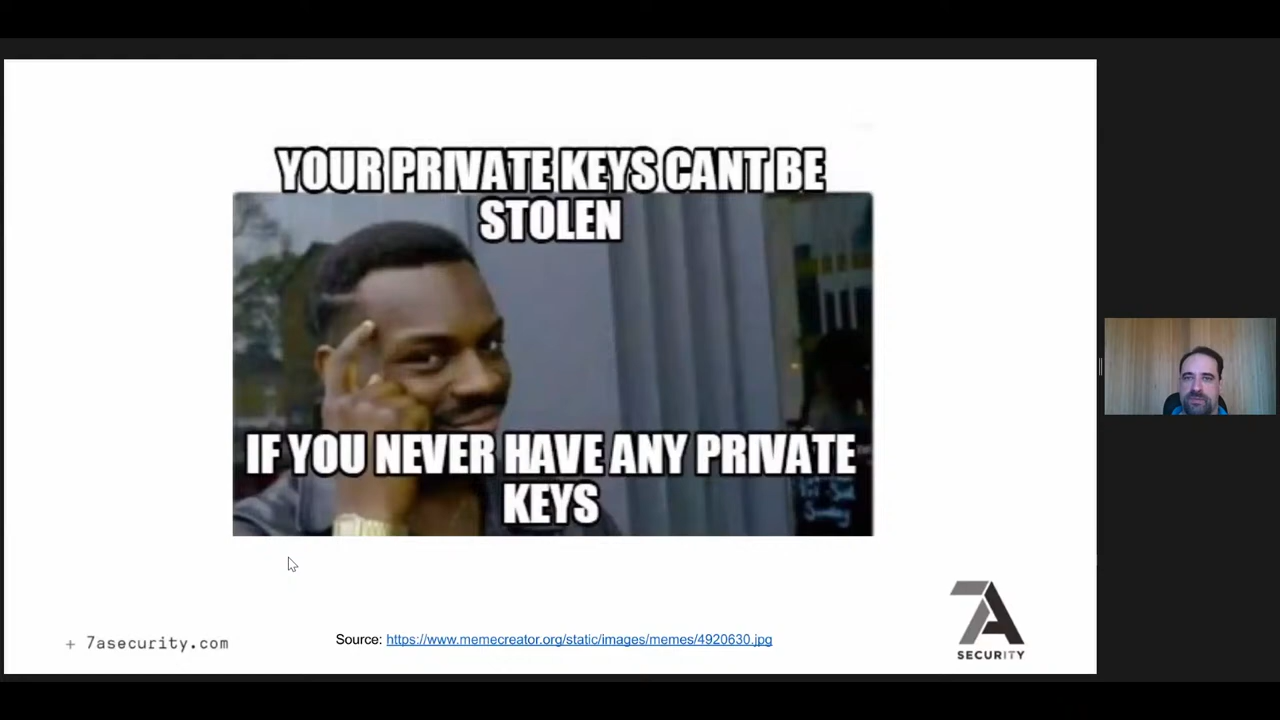 YOUR PRIVATE KEYS CANT BE
STOLEN
IF YOU NEVER HAVE ANY PRIVATE
KEYS
+ 7asecurity.com
Source: https://www.memecreator.org/static/images/memes/4920630.jpg
7A
SECURITY